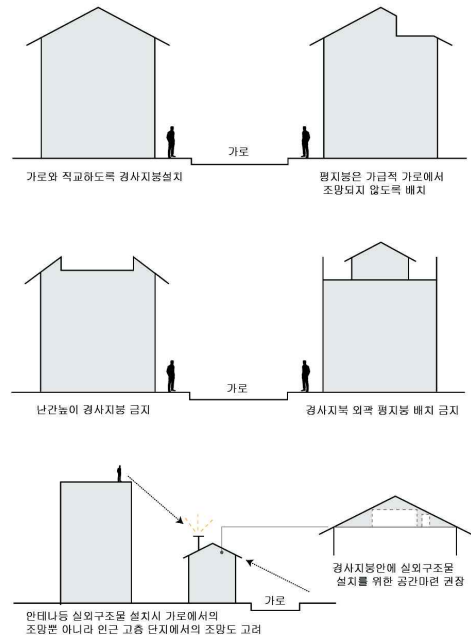 가로
가로와 직교하도록 경사지붕설치
평지붕은 가급적 가로에서
조망되지 않도록 배치
가로
난간높이 경사지붕 금지
경사지북 외곽 평지붕 배치 금지
경사지붕안에 실외구조물
설치를 위한 공간마련 권장
가로
안테나등 실외구조물 설치시 가로에서의
조망뿐 아니라 인근 고층 단지에서의 조망도 고려